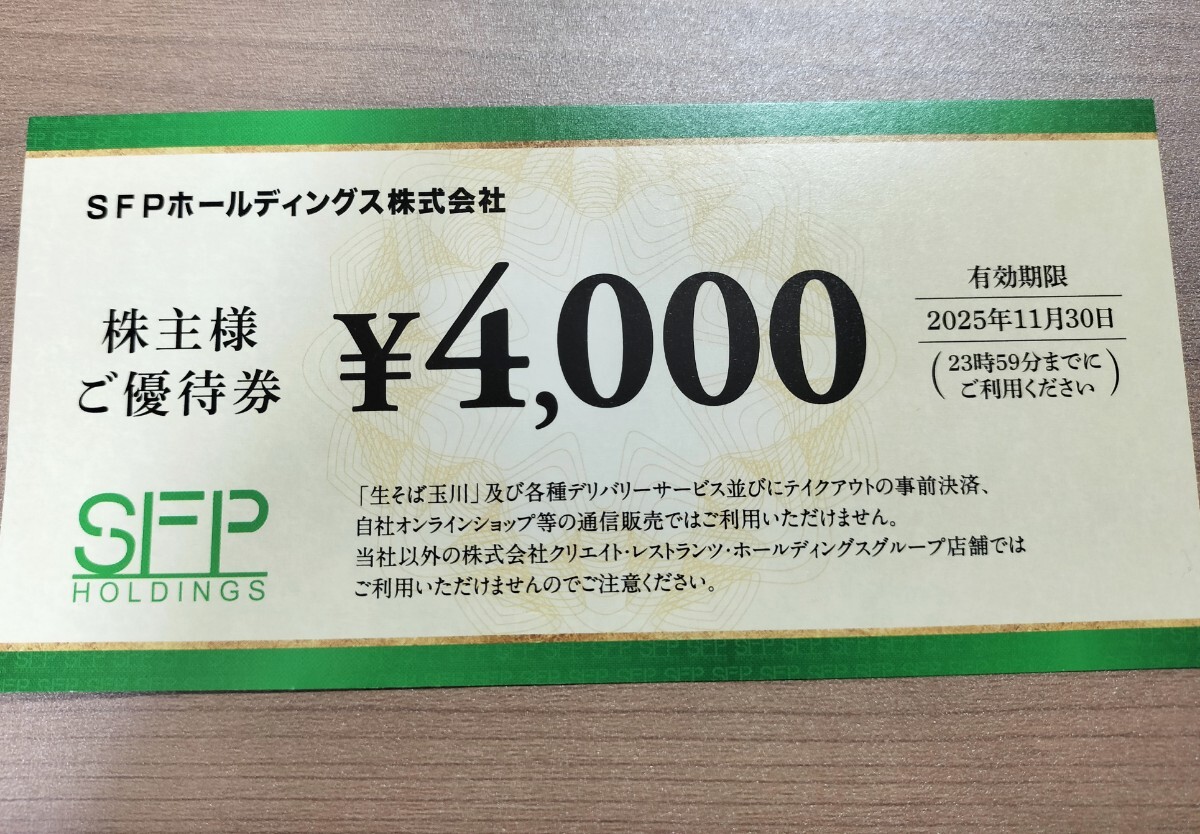 SFPホールディングス株式会社
株主様
ご優待券
¥4,000
有効期限
2025年11月30日
(23時59分までに
ご利用ください)
SFP
HOLDINGS
「生そば玉川」及び各種デリバリーサービス並びにテイクアウトの事前決済、
自社オンラインショップ等の通信販売ではご利用いただけません。
当社以外の株式会社クリエイト・レストランツ・ホールディングスグループ店舗では
ご利用いただけませんのでご注意ください。